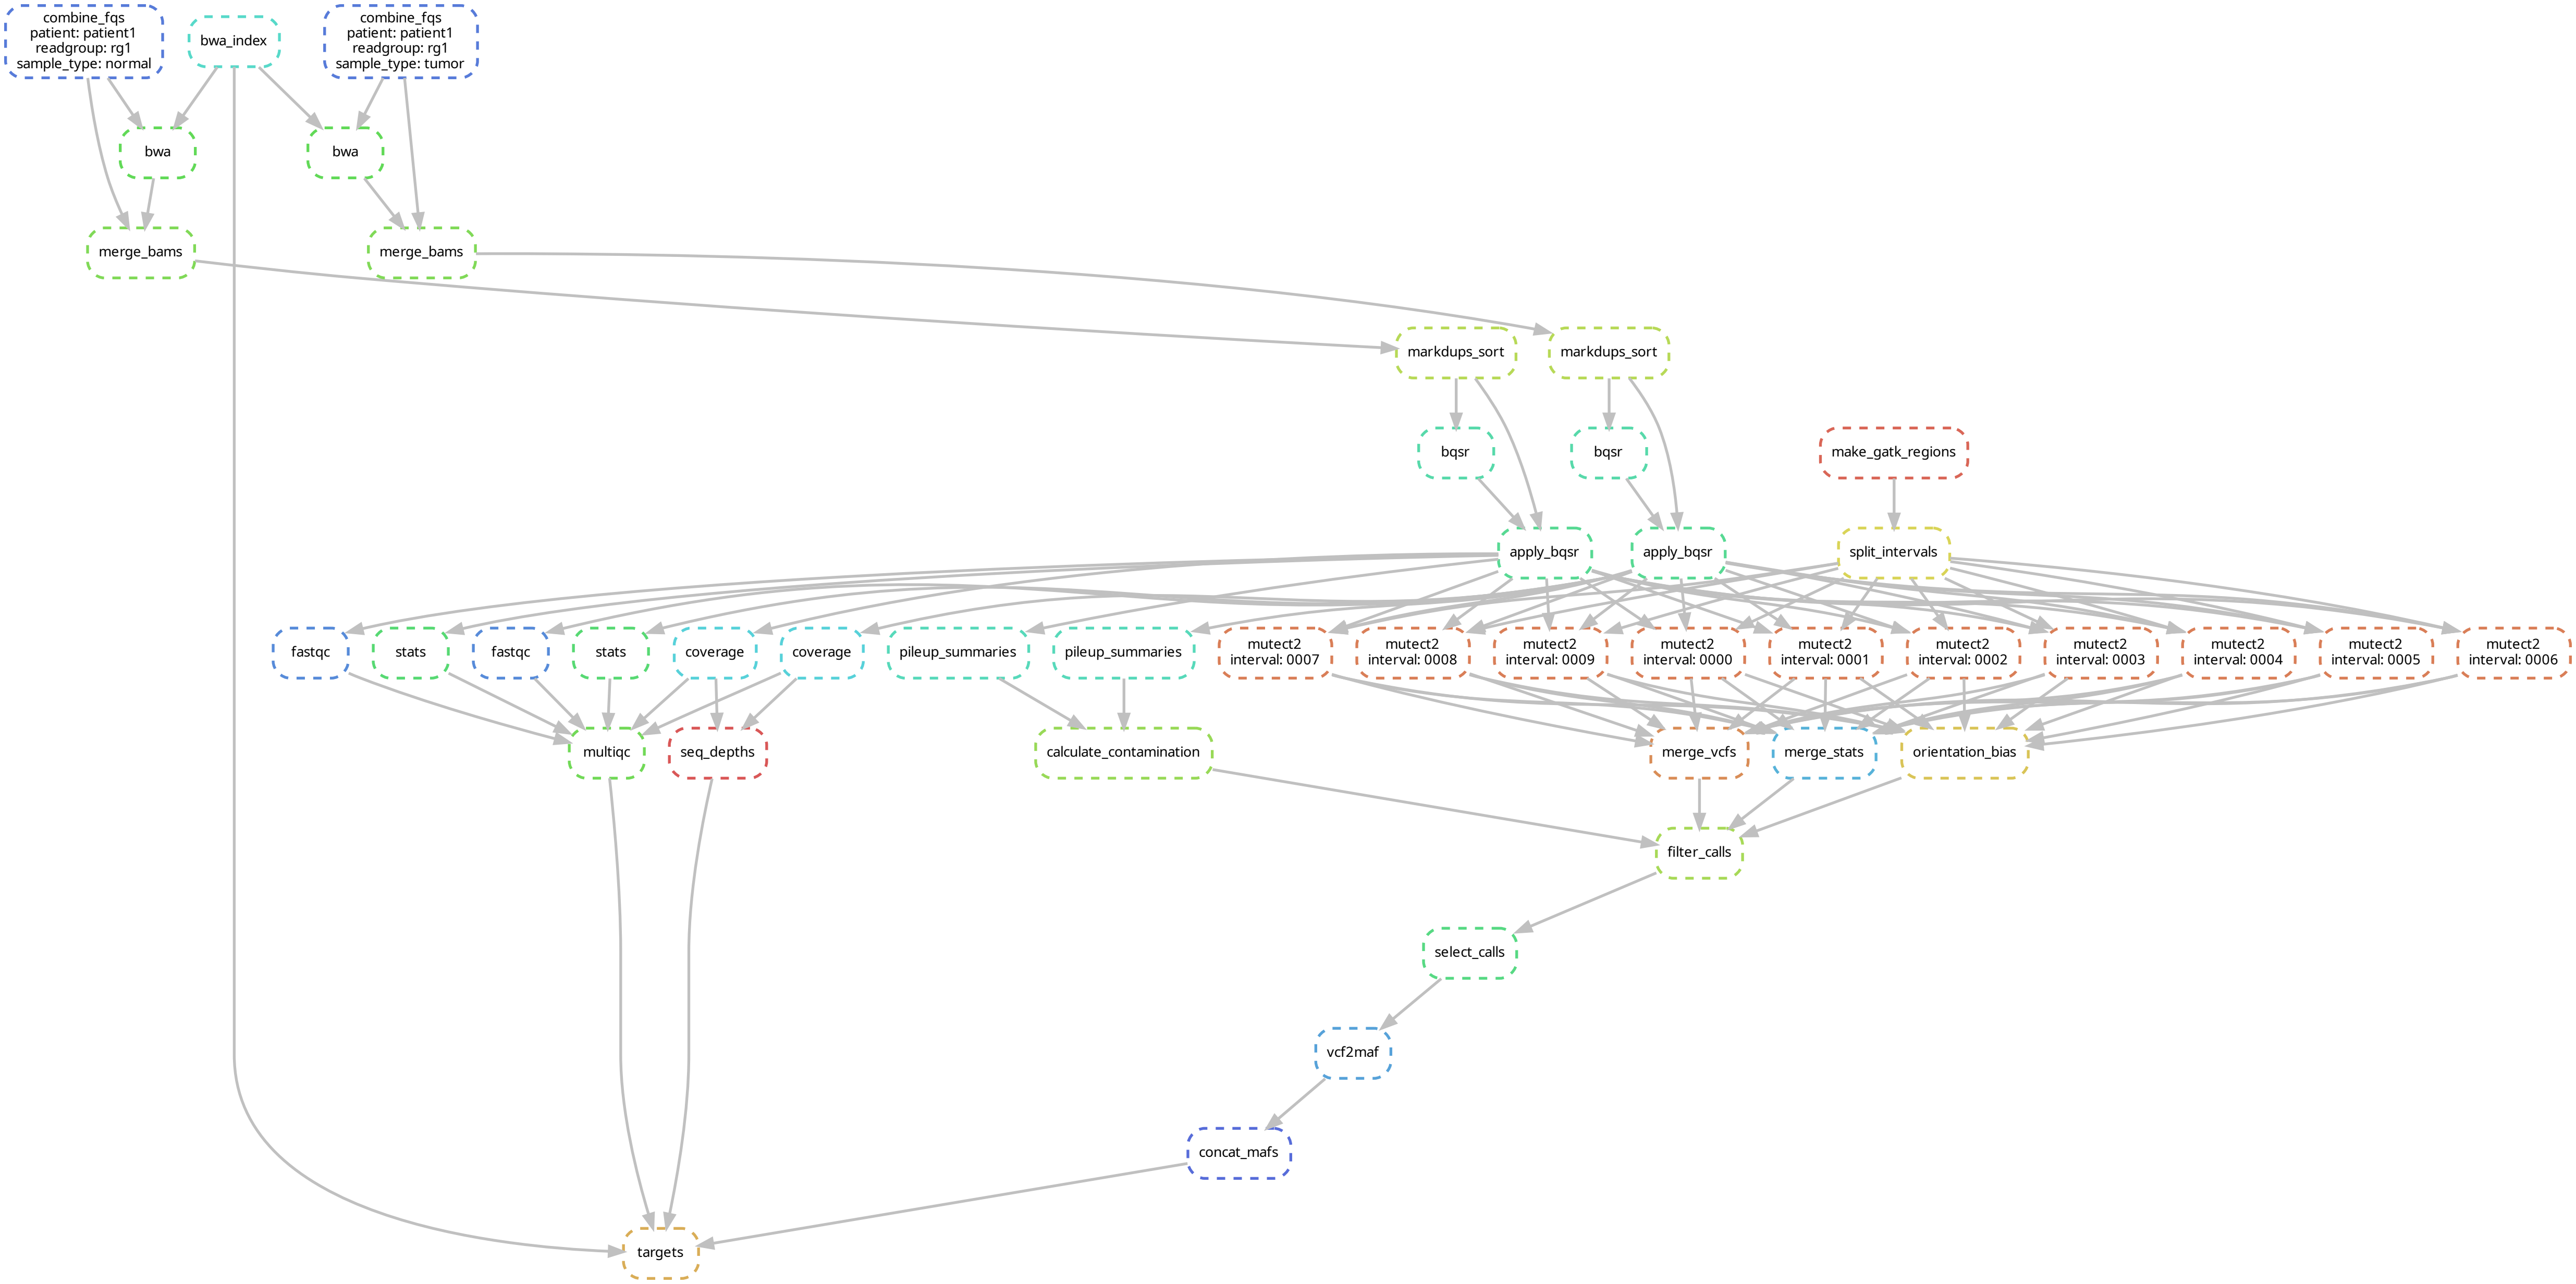 combine_fqs
patient: patient1
readgroup: rg1
sample_type: normal
bwa_index
combine_fqs
patient: patient1
readgroup: rg1
sample_type: tumor
bwa
bwa
merge_bams
merge_bams
markdups_sort
markdups_sort
bqsr
bqsr
make_gatk_regions
apply_bqsr
apply_bqsr
split_intervals
fastqc
stats
fastqc
stats
coverage
coverage
pileup_summaries
pileup_summaries
mutect2
interval: 0007
mutect2
interval: 0008
mutect2
interval: 0009
mutect2
interval: 0000
mutect2
interval: 0001
mutect2
interval: 0002
mutect2
interval: 0003
mutect2
interval: 0004
mutect2
interval: 0005
mutect2
interval: 0006
multiqc
seq_depths
calculate_contamination
merge_vcfs
merge_stats
orientation_bias
filter_calls
select_calls
vcf2maf
concat_mafs
targets